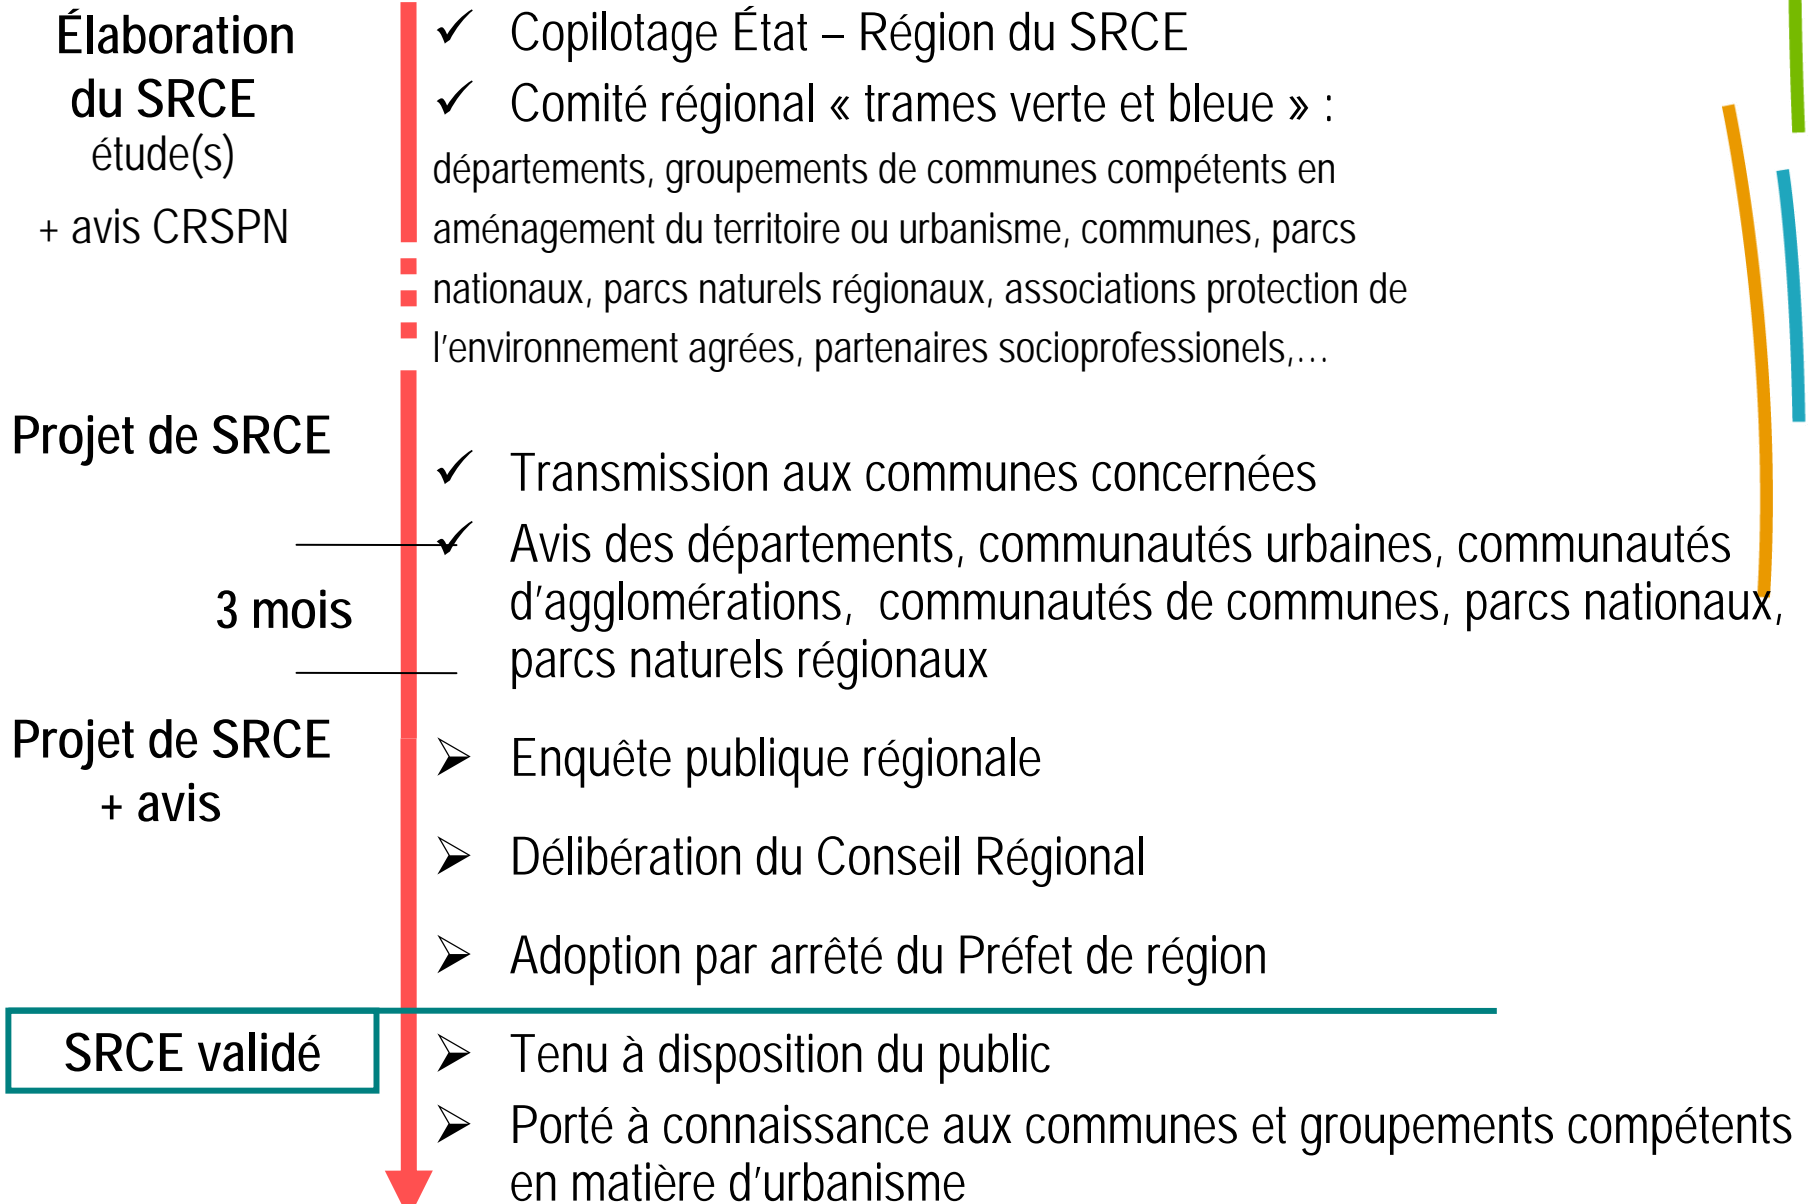 Élaboration
du SRCE
étude(s)
+ avis CRSPN
✓ Copilotage État – Région du SRCE
✓ Comité régional « trames verte et bleue » :
départements, groupements de communes compétents en
aménagement du territoire ou urbanisme, communes, parcs
nationaux, parcs naturels régionaux, associations protection de
l'environnement agrées, partenaires socioprofessionels,…
Projet de SRCE
✓ Transmission aux communes concernées
✓ Avis des départements, communautés urbaines, communautés
d'agglomérations, communautés de communes, parcs nationaux,
parcs naturels régionaux
3 mois
Projet de SRCE
+ avis
➢ Enquête publique régionale
➢ Délibération du Conseil Régional
➢ Adoption par arrêté du Préfet de région
SRCE validé
➢ Tenu à disposition du public
➢ Porté à connaissance aux communes et groupements compétents
en matière d'urbanisme